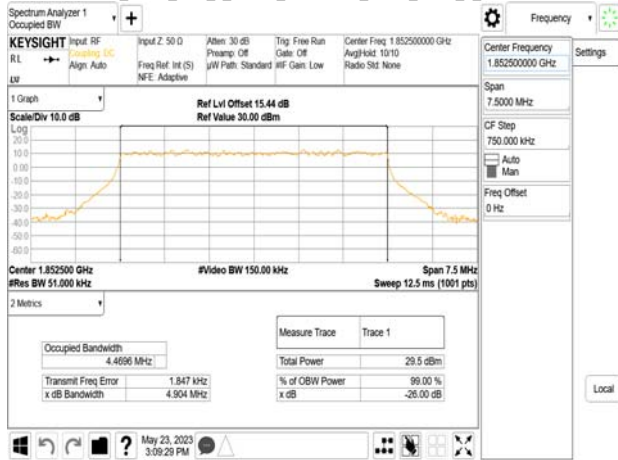 Spectrum Analyzer 1
Occupied BW
Frequency
KEYSIGHT
Input: RF
Coupling: DC
Align: Auto
Input Z: 50 Ω
Freq Ref: Int (S)
NFE: Adaptive
Atten: 30 dB
Preamp: Off
µW Path: Standard
Trig: Free Run
Gate: Off
#IF Gain: Low
Center Freq: 1.852500000 GHz
Avg|Hold: 10/10
Radio Std: None
RL
LVI
Center Frequency
1.852500000 GHz
Settings
Span
7.5000 MHz
CF Step
750.000 kHz
Auto
Man
Freq Offset
0 Hz
Local
1 Graph
Scale/Div 10.0 dB
Ref Lvl Offset 15.44 dB
Ref Value 30.00 dBm
Log
20.0
10.0
0.00
-10.0
-20.0
-30.0
-40.0
-50.0
-60.0
Center 1.852500 GHz
#Video BW 150.00 kHz
Span 7.5 MHz
#Res BW 51.000 kHz
Sweep 12.5 ms (1001 pts)
2 Metrics
Measure Trace Trace 1
Occupied Bandwidth
4.4696 MHz
Total Power 29.5 dBm
Transmit Freq Error 1.847 kHz
% of OBW Power 99.00 %
x dB Bandwidth 4.904 MHz
x dB -26.00 dB
May 23, 2023
3:09:29 PM